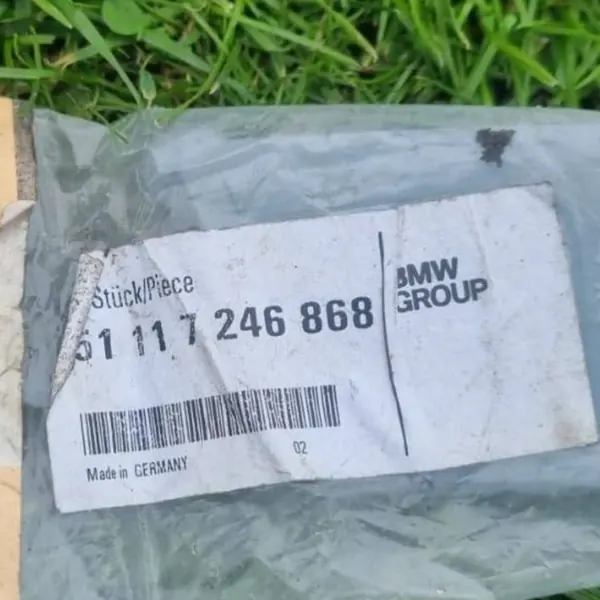 Stück/Piece
51 11 7 246 868
BMW
GROUP
02
Made in GERMANY